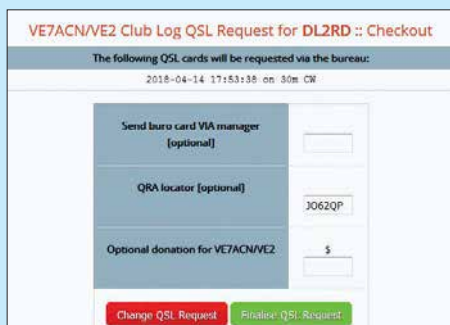 VE7ACN/VE2 Club Log QSL Request for DL2RD :: Checkout
The following QSL cards will be requested via the bureau:
2018-04-14 17:53:38 on 30m CW
Send buro card VIA manager
[optional]
QRA locator [optional]
JO62QP
Optional donation for VE7ACN/VE2
$
Change QSL Request
Finalise QSL Request